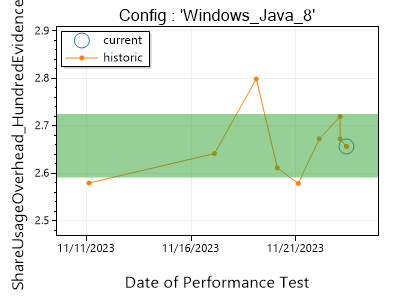 Config : 'Windows_Java_8'
current
historic
ShareUsageOverhead_HundredEvidence
2.9
2.8
2.7
2.6
2.5
11/11/2023
11/16/2023
11/21/2023
Date of Performance Test